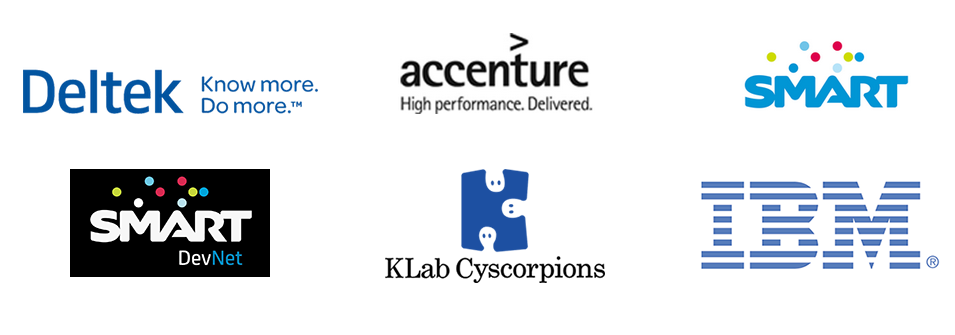 Deltek
Know more.
Do more.™
accenture
High performance. Delivered.
SMART
SMART
DevNet
KLab Cyscorpions
IBM®